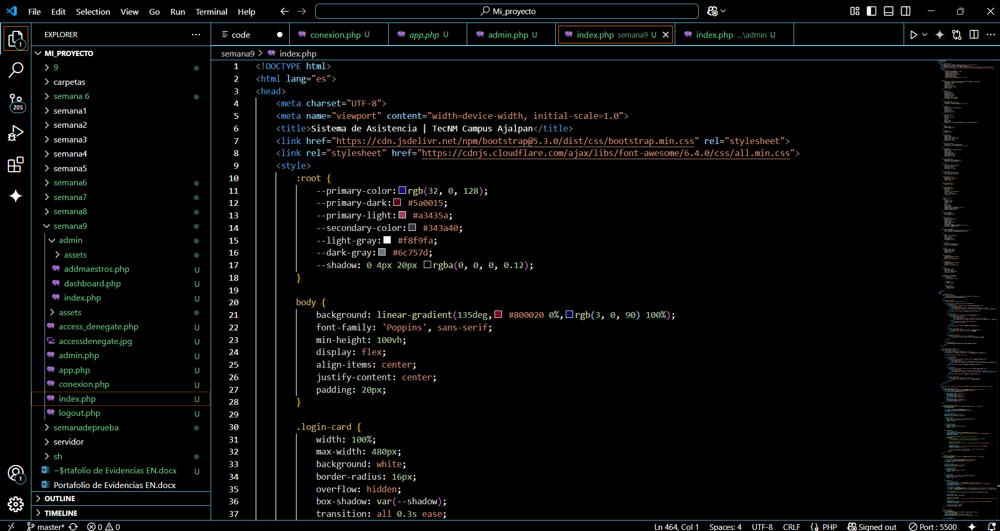 File Edit Selection View Go Run Terminal Help
Mi_proyecto
EXPLORER
code
conexion.php U
app.php U
admin.php U
index.php semana9 U
index.php ...\admin U
MI_PROYECTO
9
carpetas
semana 6
semana1
semana2
semana3
semana4
semana5
semana6
semana7
semana8
semana9
admin
assets
addmaestros.php U
dashboard.php U
index.php U
assets
access_denegate.php U
accessdenegate.jpg U
admin.php U
app.php U
conexion.php U
index.php U
logout.php U
semanadeprueba
servidor
sh
~$rtafolio de Evidencias EN.docx U
Portafolio de Evidencias EN.docx
OUTLINE
TIMELINE
1
205
1
semana9 > index.php
1 <!DOCTYPE html>
2 <html lang="es">
3 <head>
4 <meta charset="UTF-8">
5 <meta name="viewport" content="width=device-width, initial-scale=1.0">
6 <title>Sistema de Asistencia | TecNM Campus Ajalpan</title>
7 <link href="https://cdn.jsdelivr.net/npm/bootstrap@5.3.0/dist/css/bootstrap.min.css" rel="stylesheet">
8 <link rel="stylesheet" href="https://cdnjs.cloudflare.com/ajax/libs/font-awesome/6.4.0/css/all.min.css">
9 <style>
10 :root {
11 --primary-color: rgb(32, 0, 128);
12 --primary-dark: #5a0015;
13 --primary-light: #a3435a;
14 --secondary-color: #343a40;
15 --light-gray: #f8f9fa;
16 --dark-gray: #6c757d;
17 --shadow: 0 4px 20px rgba(0, 0, 0, 0.12);
18 }
19
20 body {
21 background: linear-gradient(135deg, #800020 0%, rgb(3, 0, 90) 100%);
22 font-family: 'Poppins', sans-serif;
23 min-height: 100vh;
24 display: flex;
25 align-items: center;
26 justify-content: center;
27 padding: 20px;
28 }
29
30 .login-card {
31 width: 100%;
32 max-width: 480px;
33 background: white;
34 border-radius: 16px;
35 overflow: hidden;
36 box-shadow: var(--shadow);
37 transition: all 0.3s ease;
master* 0 0 Ln 464, Col 1 Spaces: 4 UTF-8 CRLF {} PHP Signed out Port : 5500